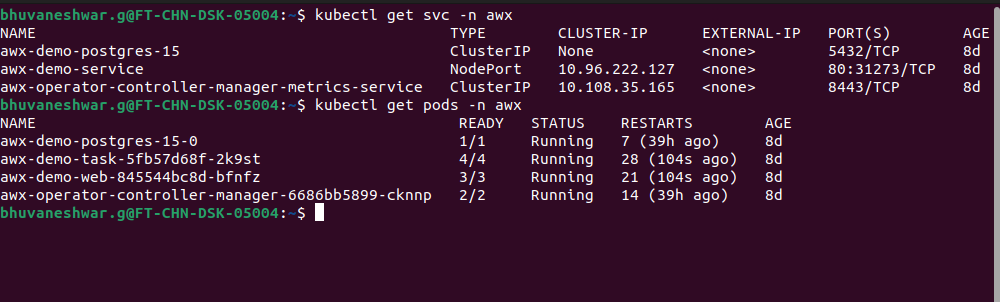 bhuvaneshwar.g@FT-CHN-DSK-05004:~$ kubectl get svc -n awx
NAME TYPE CLUSTER-IP EXTERNAL-IP PORT(S) AGE
awx-demo-postgres-15 ClusterIP None <none> 5432/TCP 8d
awx-demo-service NodePort 10.96.222.127 <none> 80:31273/TCP 8d
awx-operator-controller-manager-metrics-service ClusterIP 10.108.35.165 <none> 8443/TCP 8d
bhuvaneshwar.g@FT-CHN-DSK-05004:~$ kubectl get pods -n awx
NAME READY STATUS RESTARTS AGE
awx-demo-postgres-15-0 1/1 Running 7 (39h ago) 8d
awx-demo-task-5fb57d68f-2k9st 4/4 Running 28 (104s ago) 8d
awx-demo-web-845544bc8d-bfnfz 3/3 Running 21 (104s ago) 8d
awx-operator-controller-manager-6686bb5899-cknnp 2/2 Running 14 (39h ago) 8d
bhuvaneshwar.g@FT-CHN-DSK-05004:~$